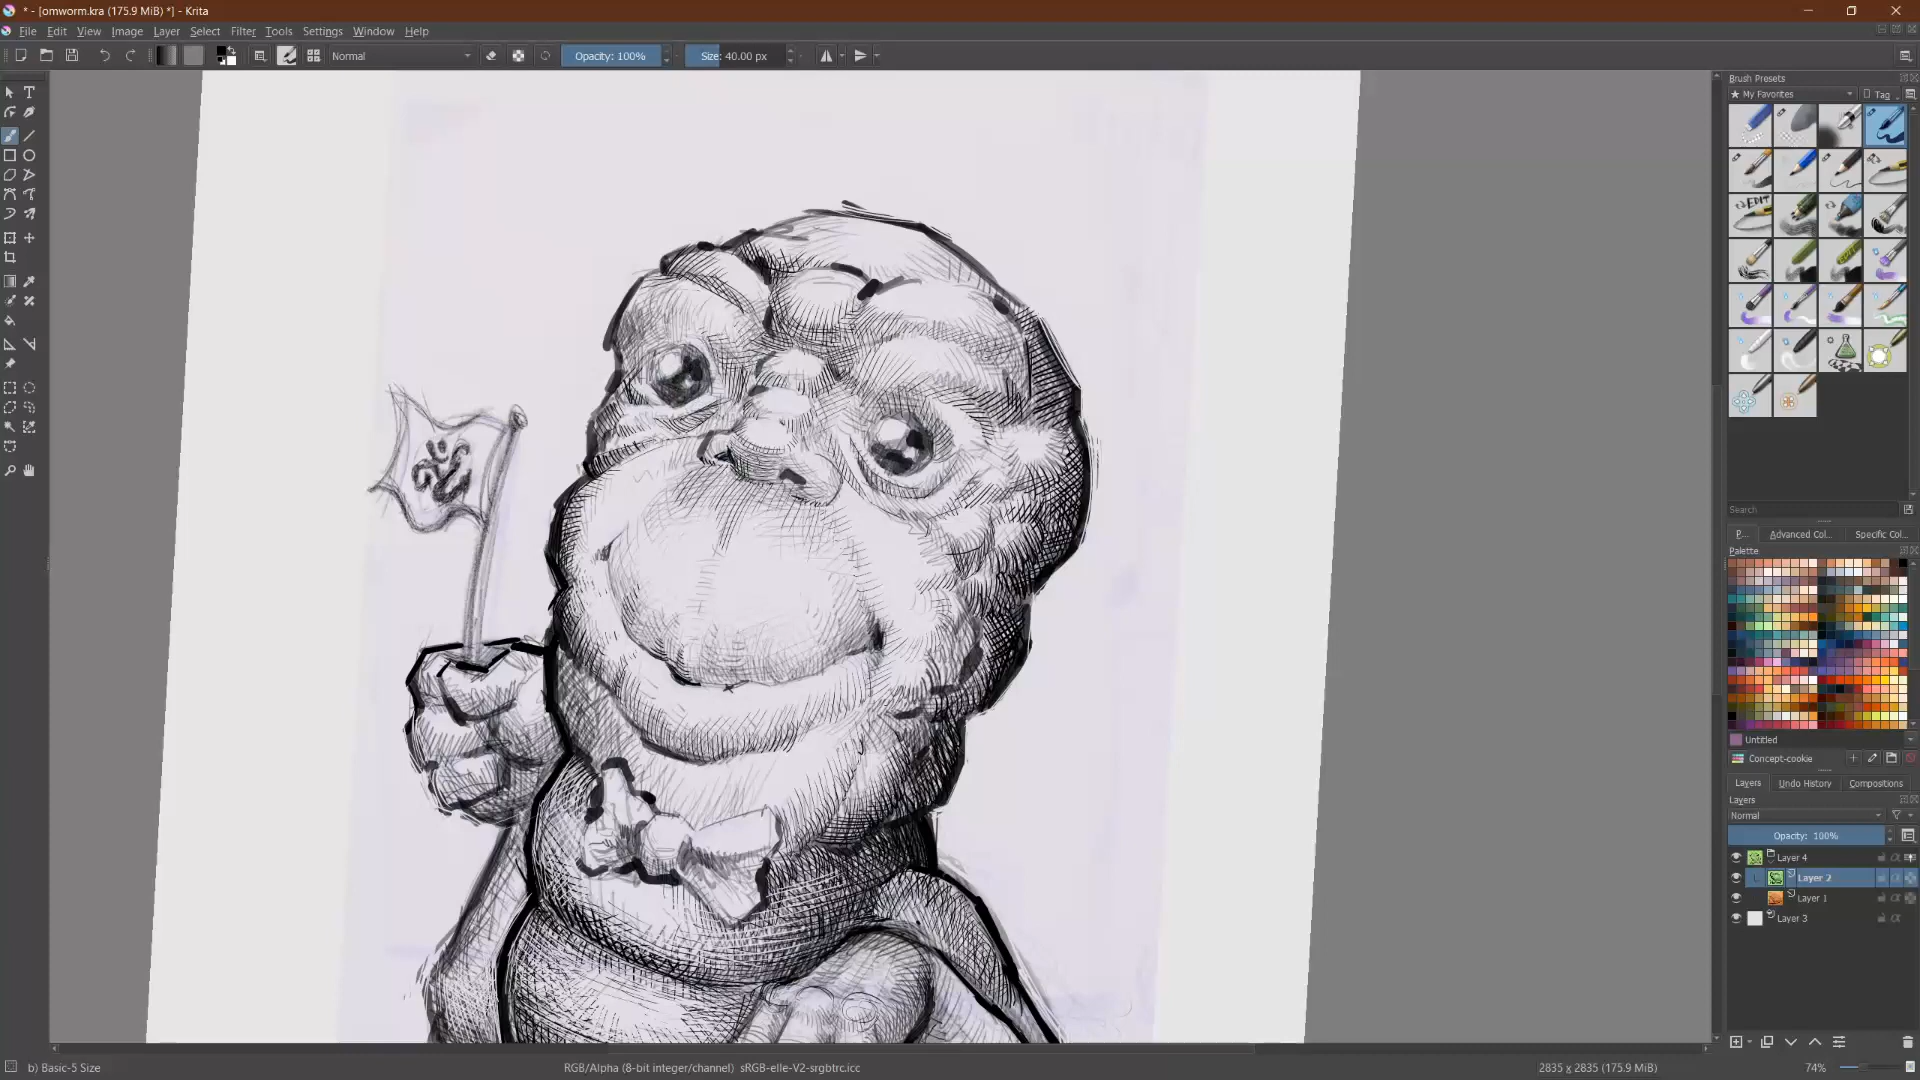 * - [omworm.kra (175.9 MiB) *] - Krita
File Edit View Image Layer Select Filter Tools Settings Window Help
Normal Opacity: 100% Size: 40.00 px
Brush Presets
My Favorites Tag
EDIT
Search
P... Advanced Col... Specific Col...
Palette
Untitled
Concept-cookie
Layers Undo History Compositions
Layers
Normal
Opacity: 100%
Layer 4
Layer 2
Layer 1
Layer 3
b) Basic-5 Size RGB/Alpha (8-bit integer/channel) sRGB-elle-V2-srgbtrc.icc 2835 x 2835 (175.9 MiB) 74%